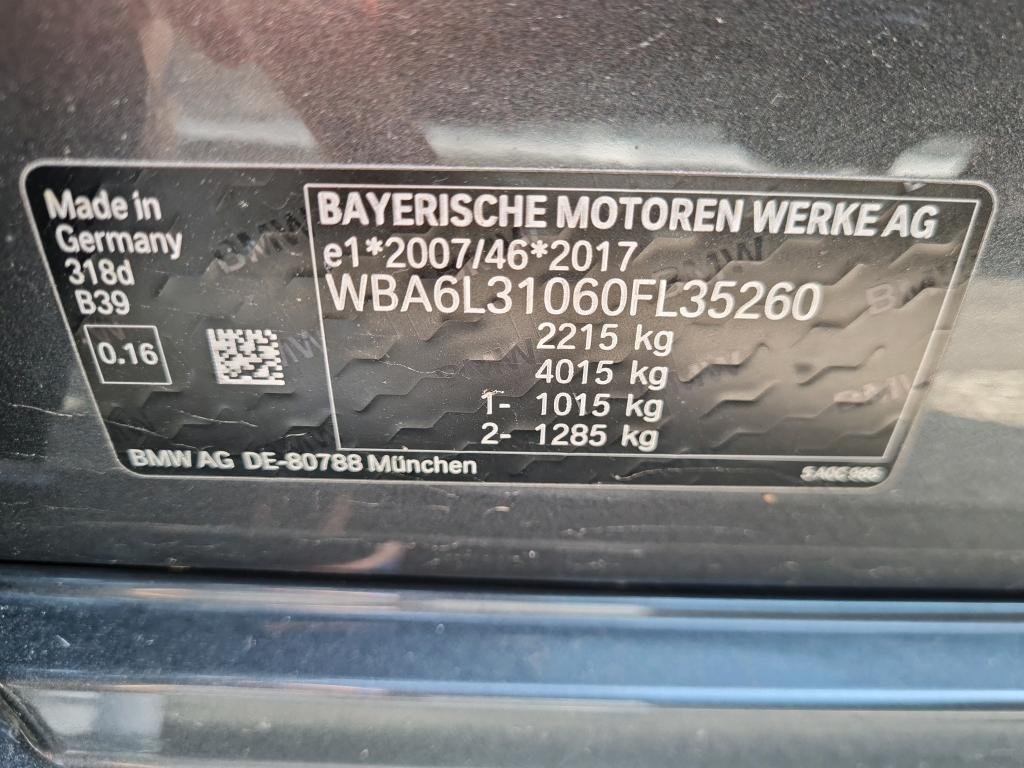 Made in
Germany
318d
B39
0.16
BAYERISCHE MOTOREN WERKE AG
e1*2007/46*2017
WBA6L31060FL35260
2215 kg
4015 kg
1- 1015 kg
2- 1285 kg
BMW AG DE-80788 München